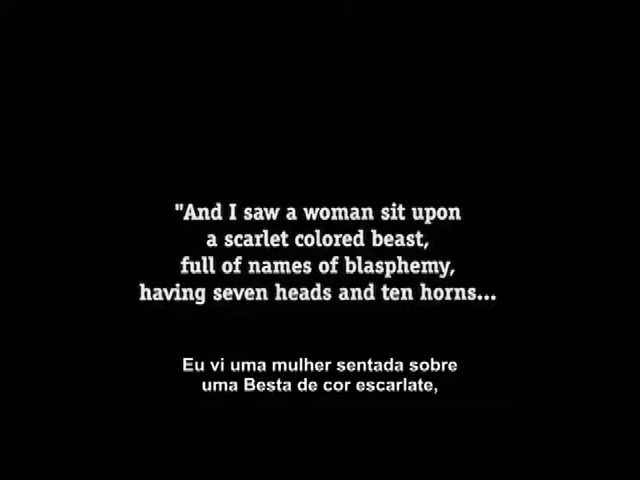 "And I saw a woman sit upon
a scarlet colored beast,
full of names of blasphemy,
having seven heads and ten horns...
Eu vi uma mulher sentada sobre
uma Besta de cor escarlate,